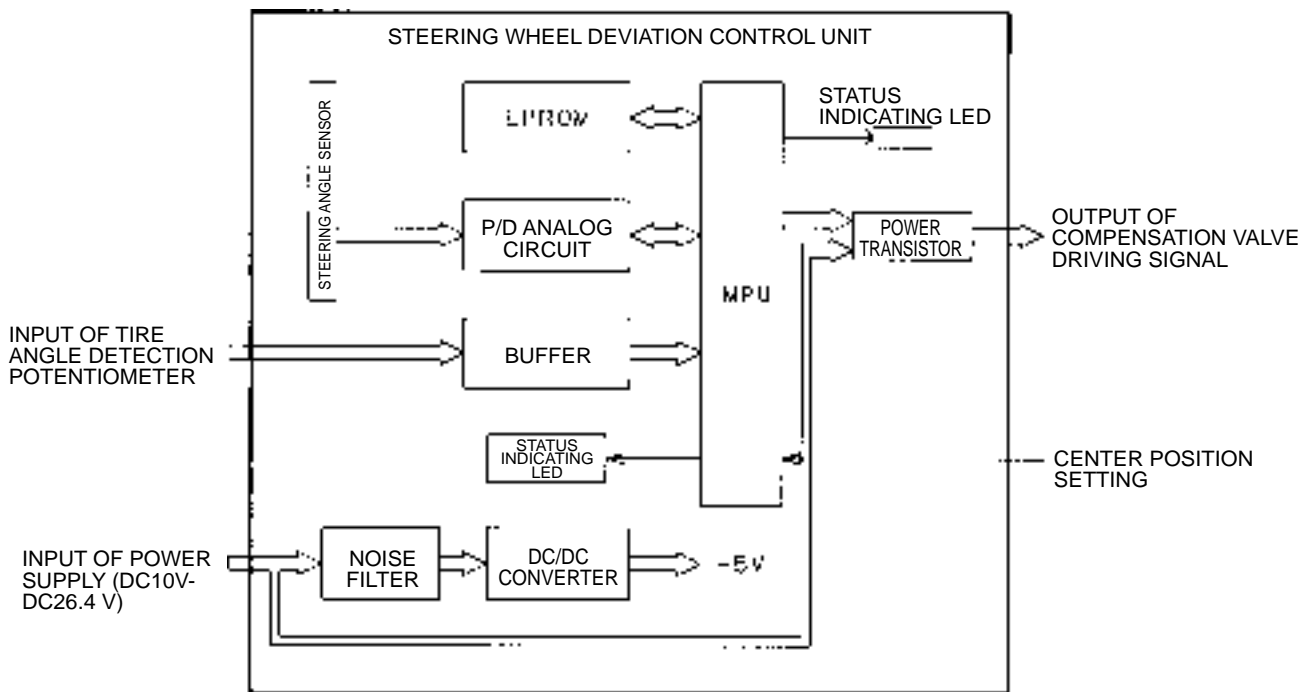 STEERING WHEEL DEVIATION CONTROL UNIT
STEERING ANGLE SENSOR
EPROM
STATUS
INDICATING LED
P/D ANALOG
CIRCUIT
MPU
POWER
TRANSISTOR
OUTPUT OF
COMPENSATION VALVE
DRIVING SIGNAL
INPUT OF TIRE
ANGLE DETECTION
POTENTIOMETER
BUFFER
STATUS
INDICATING
LED
CENTER POSITION
SETTING
INPUT OF POWER
SUPPLY (DC10V-
DC26.4 V)
NOISE
FILTER
DC/DC
CONVERTER
-5V